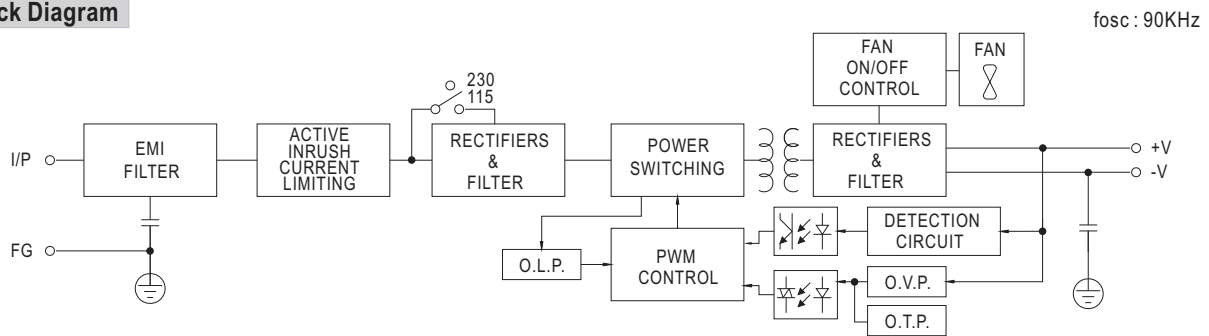 ck Diagram
fosc : 90KHz
FAN
ON/OFF
CONTROL
FAN
230
115
I/P
EMI
FILTER
ACTIVE
INRUSH
CURRENT
LIMITING
RECTIFIERS
&
FILTER
POWER
SWITCHING
RECTIFIERS
&
FILTER
+V
-V
FG
O.L.P.
PWM
CONTROL
DETECTION
CIRCUIT
O.V.P.
O.T.P.